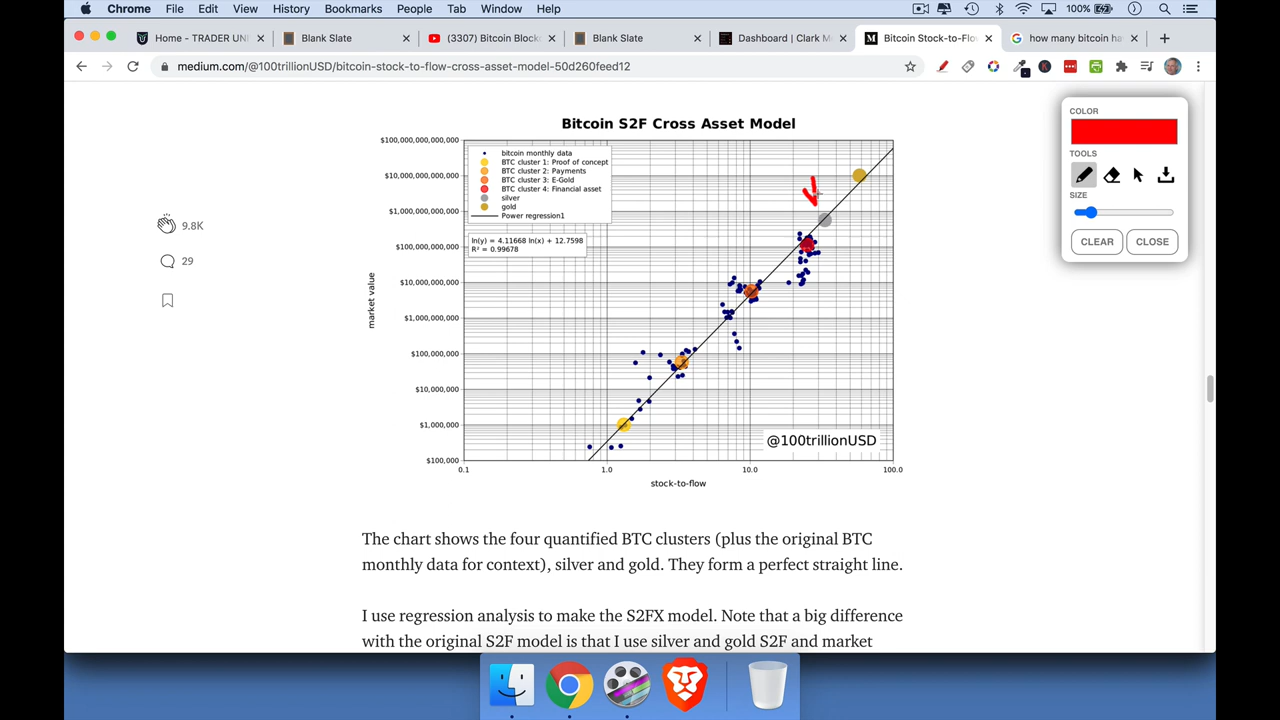 Chrome File Edit View History Bookmarks People Tab Window Help 100%
Home - TRADER UNI Blank Slate (3307) Bitcoin Block Blank Slate Dashboard | Clark Mo Bitcoin Stock-to-Flo how many bitcoin ha
medium.com/@100trillionUSD/bitcoin-stock-to-flow-cross-asset-model-50d260feed12
COLOR
TOOLS
SIZE
CLEAR CLOSE
9.8K
29
Bitcoin S2F Cross Asset Model
$100,000,000,000,000
$10,000,000,000,000
$1,000,000,000,000
$100,000,000,000
$10,000,000,000
$1,000,000,000
$100,000,000
$10,000,000
$1,000,000
$100,000
market value
bitcoin monthly data
BTC cluster 1: Proof of concept
BTC cluster 2: Payments
BTC cluster 3: E-Gold
BTC cluster 4: Financial asset
silver
gold
Power regression1
ln(y) = 4.11668 ln(x) + 12.7598
R² = 0.99678
@100trillionUSD
0.1 1.0 10.0 100.0
stock-to-flow
The chart shows the four quantified BTC clusters (plus the original BTC
monthly data for context), silver and gold. They form a perfect straight line.
I use regression analysis to make the S2FX model. Note that a big difference
with the original S2F model is that I use silver and gold S2F and market